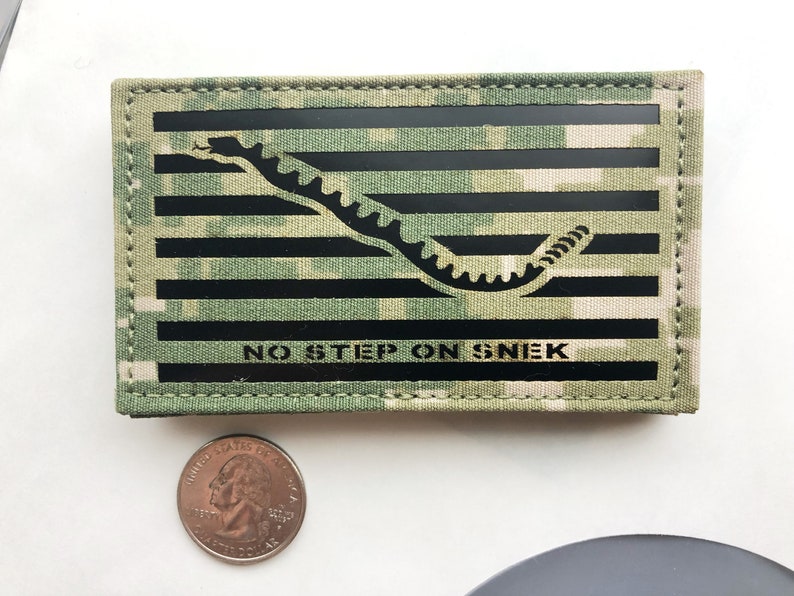 NO STEP ON SNEK
UNITED STATES OF AMERICA
LIBERTY
QUARTER DOLLAR